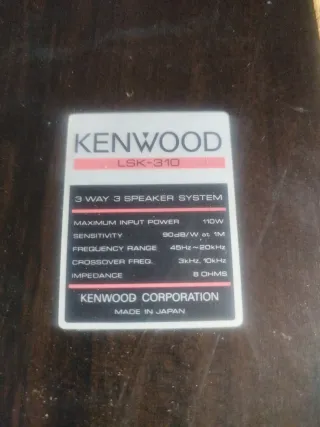 KENWOOD
LSK-310
3 WAY 3 SPEAKER SYSTEM
MAXIMUM INPUT POWER 110W
SENSITIVITY 90dB/W at 1M
FREQUENCY RANGE 45Hz-20kHz
CROSSOVER FREQ. 3kHz, 10kHz
IMPEDANCE 8 OHMS
KENWOOD CORPORATION
MADE IN JAPAN